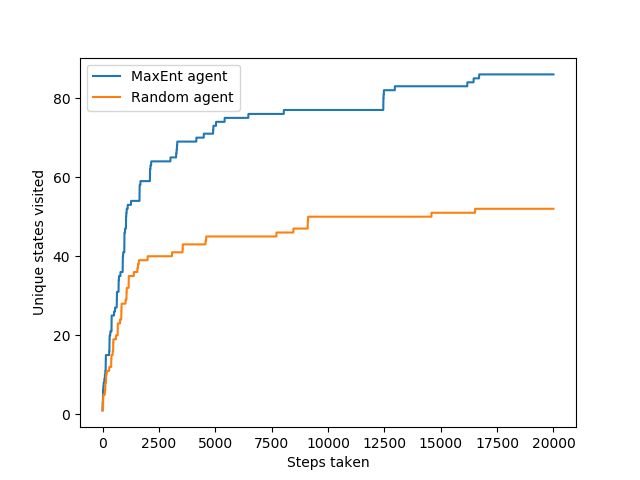 MaxEnt agent
Random agent
80
60
40
20
0
Unique states visited
0 2500 5000 7500 10000 12500 15000 17500 20000
Steps taken